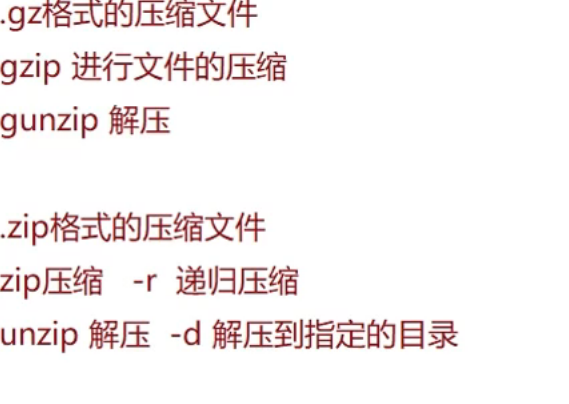 .gz格式的压缩文件
gzip 进行文件的压缩
gunzip 解压
.zip格式的压缩文件
zip压缩 -r 递归压缩
unzip 解压 -d 解压到指定的目录